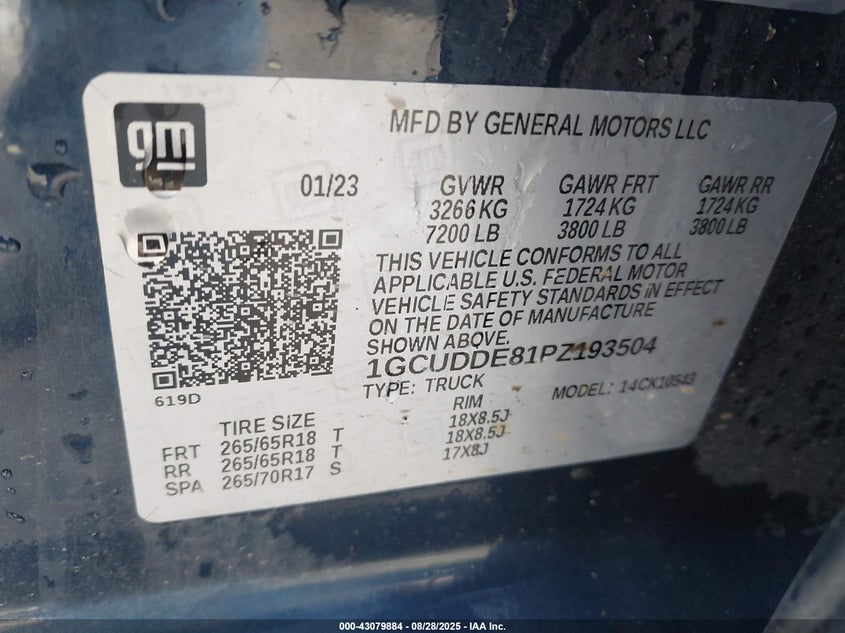 gm
MFD BY GENERAL MOTORS LLC
01/23
GVWR GAWR FRT GAWR RR
3266 KG 1724 KG 1724 KG
7200 LB 3800 LB 3800 LB
THIS VEHICLE CONFORMS TO ALL
APPLICABLE U.S. FEDERAL MOTOR
VEHICLE SAFETY STANDARDS IN EFFECT
ON THE DATE OF MANUFACTURE
SHOWN ABOVE.
1GCUDDE81PZ193504
TYPE: TRUCK MODEL: 14CK10543
619D
TIRE SIZE RIM
FRT 265/65R18 T 18X8.5J
RR 265/65R18 T 18X8.5J
SPA 265/70R17 S 17X8J
000-43079884 | 08/28/2025 - IAA Inc.